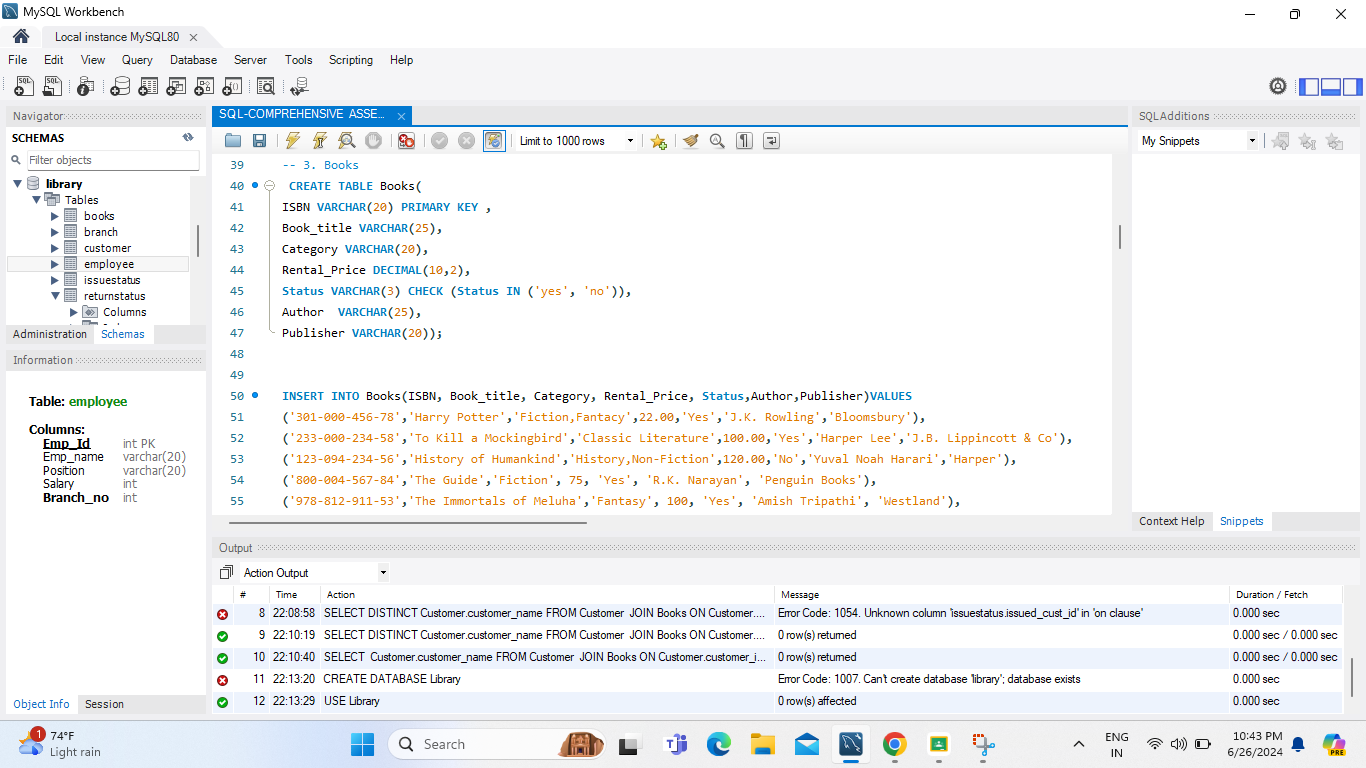 MySQL Workbench
Local instance MySQL80
File Edit View Query Database Server Tools Scripting Help
Navigator
SCHEMAS
Filter objects
library
Tables
books
branch
customer
employee
issuestatus
returnstatus
Columns
Administration Schemas
Information
Table: employee
Columns:
Emp_Id int PK
Emp_name varchar(20)
Position varchar(20)
Salary int
Branch_no int
Object Info Session
SQL-COMPREHENSIVE ASSE...
Limit to 1000 rows
39 -- 3. Books
40 CREATE TABLE Books(
41 ISBN VARCHAR(20) PRIMARY KEY ,
42 Book_title VARCHAR(25),
43 Category VARCHAR(20),
44 Rental_Price DECIMAL(10,2),
45 Status VARCHAR(3) CHECK (Status IN ('yes', 'no')),
46 Author  VARCHAR(25),
47 Publisher VARCHAR(20));
48
49
50 INSERT INTO Books(ISBN, Book_title, Category, Rental_Price, Status,Author,Publisher)VALUES
51 ('301-000-456-78','Harry Potter','Fiction,Fantacy',22.00,'Yes','J.K. Rowling','Bloomsbury'),
52 ('233-000-234-58','To Kill a Mockingbird','Classic Literature',100.00,'Yes','Harper Lee','J.B. Lippincott & Co'),
53 ('123-094-234-56','History of Humankind','History,Non-Fiction',120.00,'No','Yuval Noah Harari','Harper'),
54 ('800-004-567-84','The Guide','Fiction', 75, 'Yes', 'R.K. Narayan', 'Penguin Books'),
55 ('978-812-911-53','The Immortals of Meluha','Fantasy', 100, 'Yes', 'Amish Tripathi', 'Westland'),
SQLAdditions
My Snippets
Context Help Snippets
Output
Action Output
# Time Action Message Duration / Fetch
8 22:08:58 SELECT DISTINCT Customer.customer_name FROM Customer JOIN Books ON Customer.... Error Code: 1054. Unknown column 'issuestatus.issued_cust_id' in 'on clause' 0.000 sec
9 22:10:19 SELECT DISTINCT Customer.customer_name FROM Customer JOIN Books ON Customer.... 0 row(s) returned 0.000 sec / 0.000 sec
10 22:10:40 SELECT Customer.customer_name FROM Customer JOIN Books ON Customer.customer_i... 0 row(s) returned 0.000 sec / 0.000 sec
11 22:13:20 CREATE DATABASE Library Error Code: 1007. Can't create database 'library'; database exists 0.000 sec
12 22:13:29 USE Library 0 row(s) affected 0.000 sec
1
74°F
Light rain
Search
ENG
IN
10:43 PM
6/26/2024
PRE